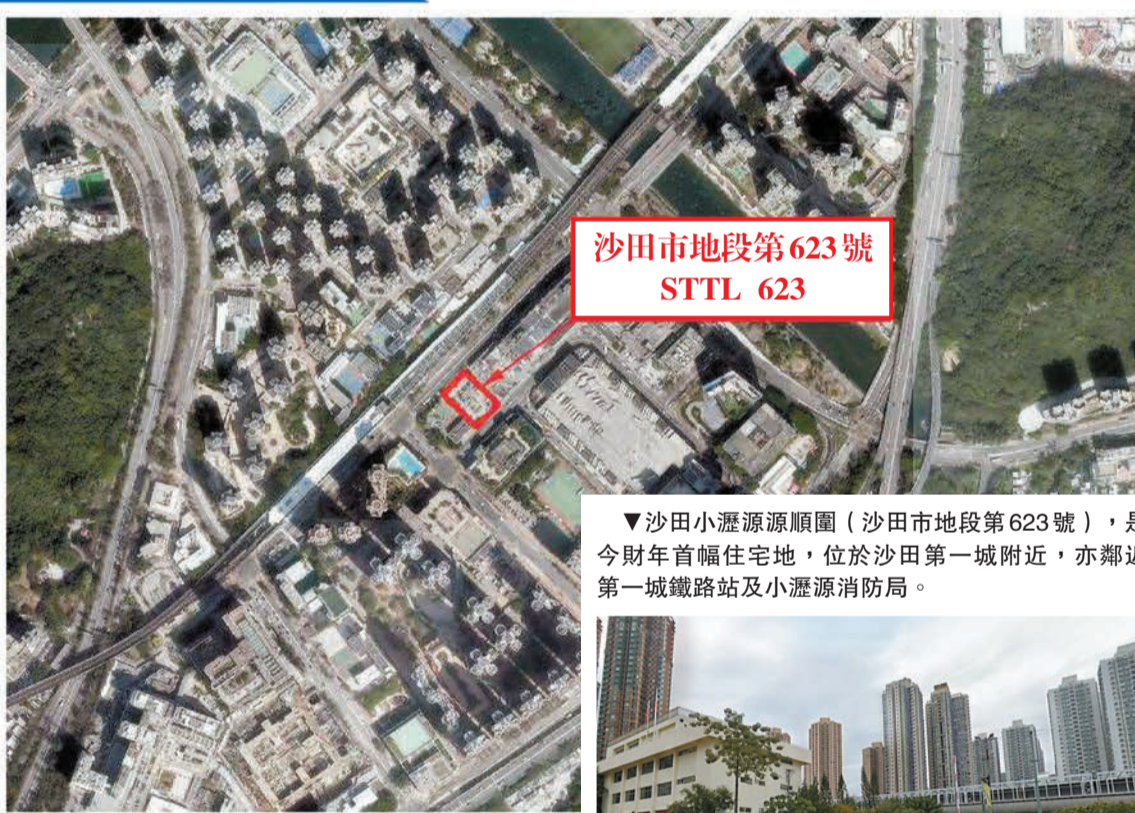 沙田市地段第623號
STTL 623
▼沙田小瀝源源順圍（沙田市地段第623號），是
今財年首幅住宅地，位於沙田第一城附近，亦鄰近
第一城鐵路站及小瀝源消防局。